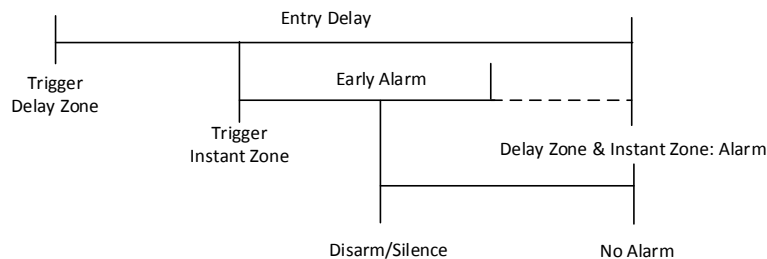 Entry Delay
Trigger
Delay Zone
Early Alarm
Trigger
Instant Zone
Delay Zone & Instant Zone: Alarm
Disarm/Silence
No Alarm